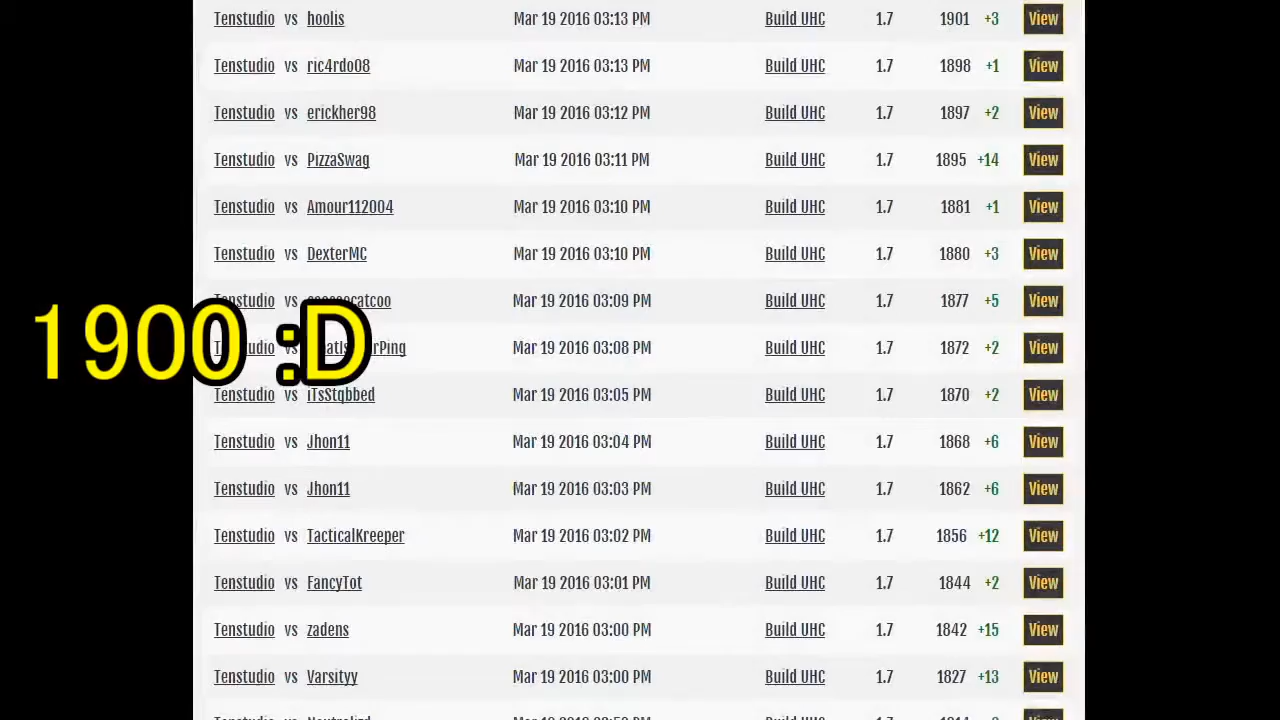 Tenstudio vs hoolis Mar 19 2016 03:13 PM Build UHC 1.7 1901 +3 View
Tenstudio vs ric4rdo08 Mar 19 2016 03:13 PM Build UHC 1.7 1898 +1 View
Tenstudio vs erickher98 Mar 19 2016 03:12 PM Build UHC 1.7 1897 +2 View
Tenstudio vs PizzaSwag Mar 19 2016 03:11 PM Build UHC 1.7 1895 +14 View
Tenstudio vs Amour112004 Mar 19 2016 03:10 PM Build UHC 1.7 1881 +1 View
Tenstudio vs DexterMC Mar 19 2016 03:10 PM Build UHC 1.7 1880 +3 View
Tenstudio vs Mar 19 2016 03:09 PM Build UHC 1.7 1877 +5 View
1900 :D
vs Mar 19 2016 03:08 PM Build UHC 1.7 1872 +2 View
Tenstudio vs iTsStqbbed Mar 19 2016 03:05 PM Build UHC 1.7 1870 +2 View
Tenstudio vs Jhon11 Mar 19 2016 03:04 PM Build UHC 1.7 1868 +6 View
Tenstudio vs Jhon11 Mar 19 2016 03:03 PM Build UHC 1.7 1862 +6 View
Tenstudio vs TacticalKreeper Mar 19 2016 03:02 PM Build UHC 1.7 1856 +12 View
Tenstudio vs FancyTot Mar 19 2016 03:01 PM Build UHC 1.7 1844 +2 View
Tenstudio vs zadens Mar 19 2016 03:00 PM Build UHC 1.7 1842 +15 View
Tenstudio vs Varsityy Mar 19 2016 03:00 PM Build UHC 1.7 1827 +13 View